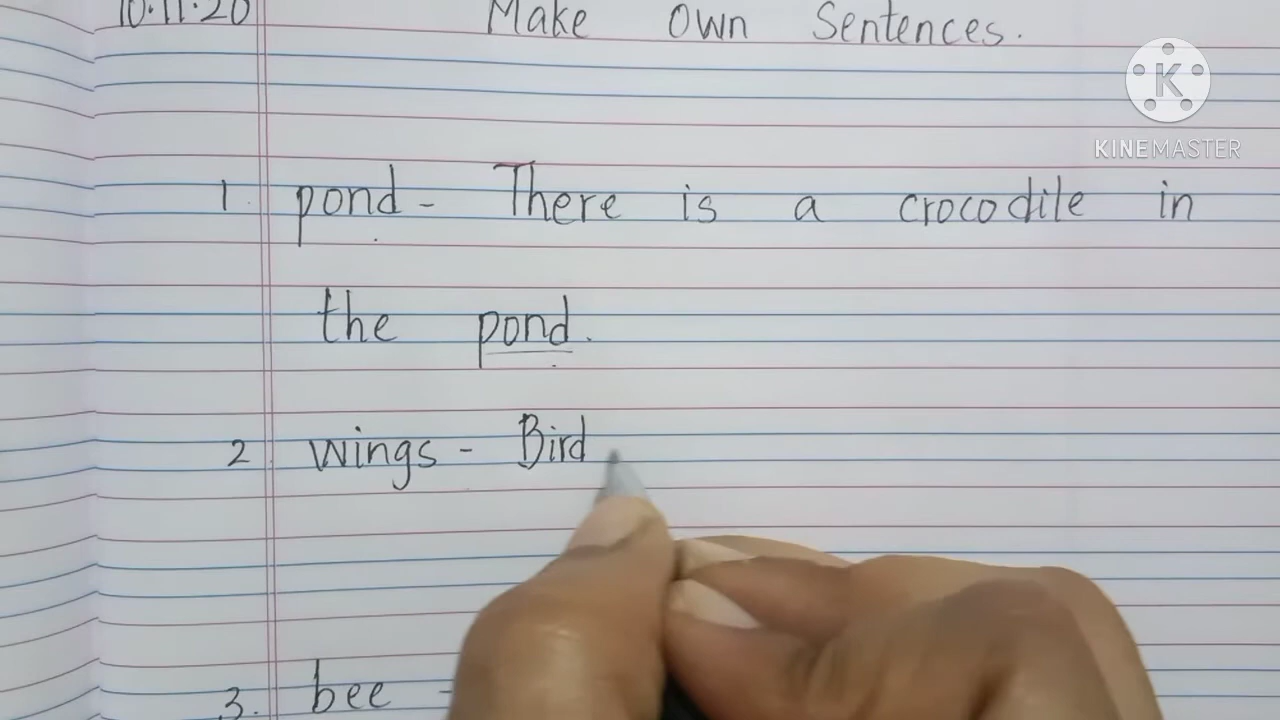 10.11.20 Make Own Sentences.
KINEMASTER
1. pond - There is a crocodile in
the pond.
2 wings - Bird
3. bee -